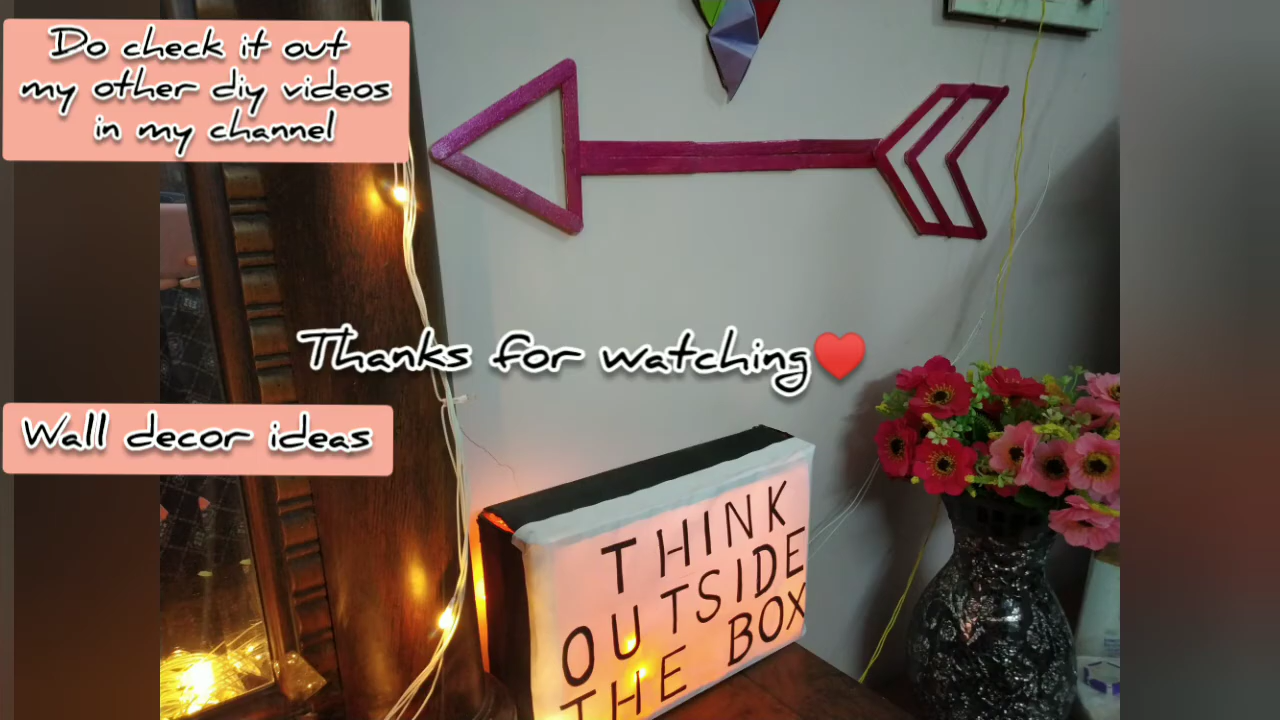 Do check it out
my other diy videos
in my channel
Thanks for watching❤️
Wall decor ideas
THINK
OUTSIDE
THE BOX